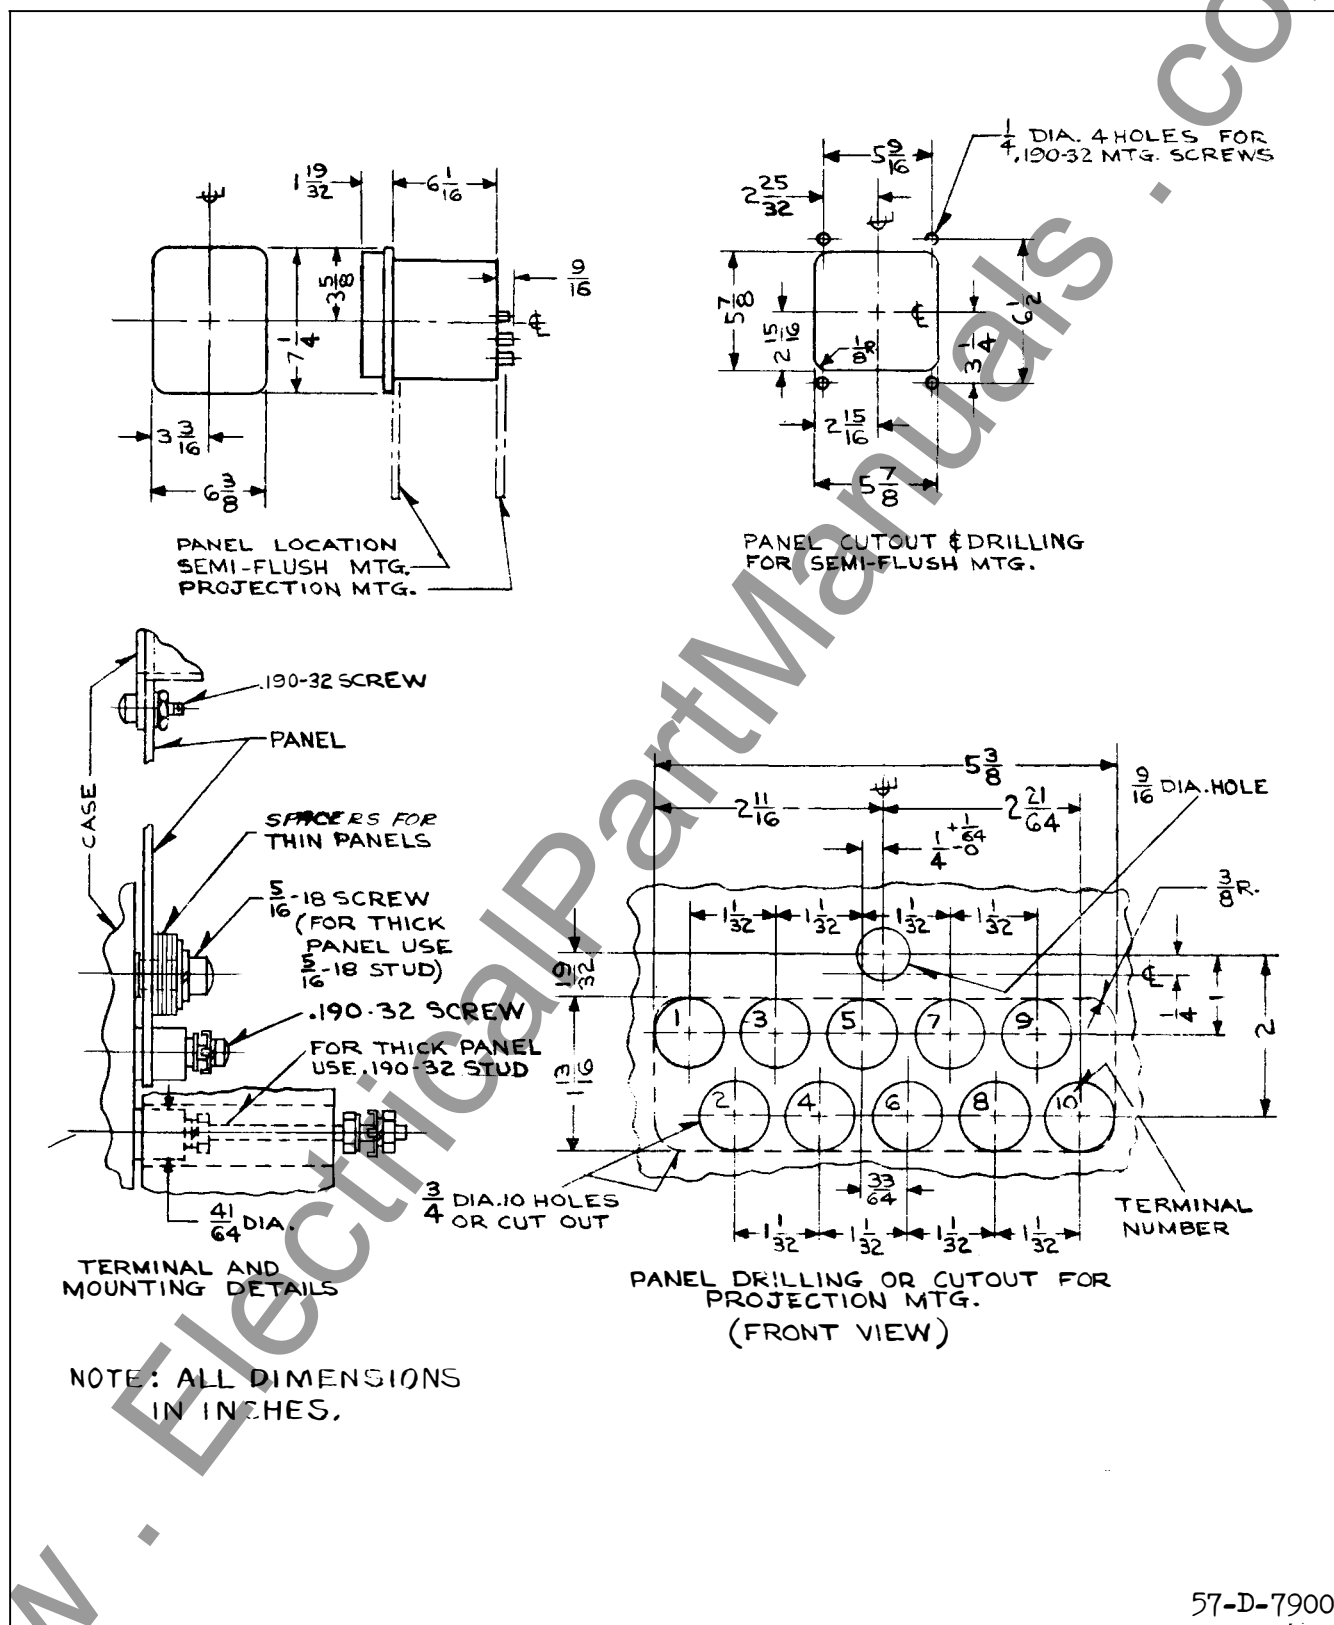 1 19/32
6 1/16
9/16
3 5/8
7 1/4
3 3/16
6 3/8
PANEL LOCATION
SEMI-FLUSH MTG.
PROJECTION MTG.
1/4 DIA. 4 HOLES FOR
.190-32 MTG. SCREWS
5 9/16
2 25/32
5 7/8
2 15/16
1/8 R
6 1/2
3 1/4
2 15/16
5 7/8
PANEL CUTOUT & DRILLING
FOR SEMI-FLUSH MTG.
.190-32 SCREW
PANEL
CASE
SPACERS FOR
THIN PANELS
5/16-18 SCREW
(FOR THICK
PANEL USE
5/16-18 STUD)
.190-32 SCREW
FOR THICK PANEL
USE .190-32 STUD
41/64 DIA.
TERMINAL AND
MOUNTING DETAILS
5 3/8
9/16 DIA. HOLE
2 11/16
2 21/64
1/4 +1/64 -0
3/8 R.
1 1/32
1 1/32
1 1/32
1 1/32
19/32
1/4
1
2
1 3/16
1
3
5
7
9
2
4
6
8
10
33/64
3/4 DIA. 10 HOLES
OR CUT OUT
1 1/32
1 1/32
1 1/32
1 1/32
TERMINAL
NUMBER
PANEL DRILLING OR CUTOUT FOR
PROJECTION MTG.
(FRONT VIEW)
NOTE: ALL DIMENSIONS
IN INCHES.
57-D-7900
www.ElectricalPartManuals.com